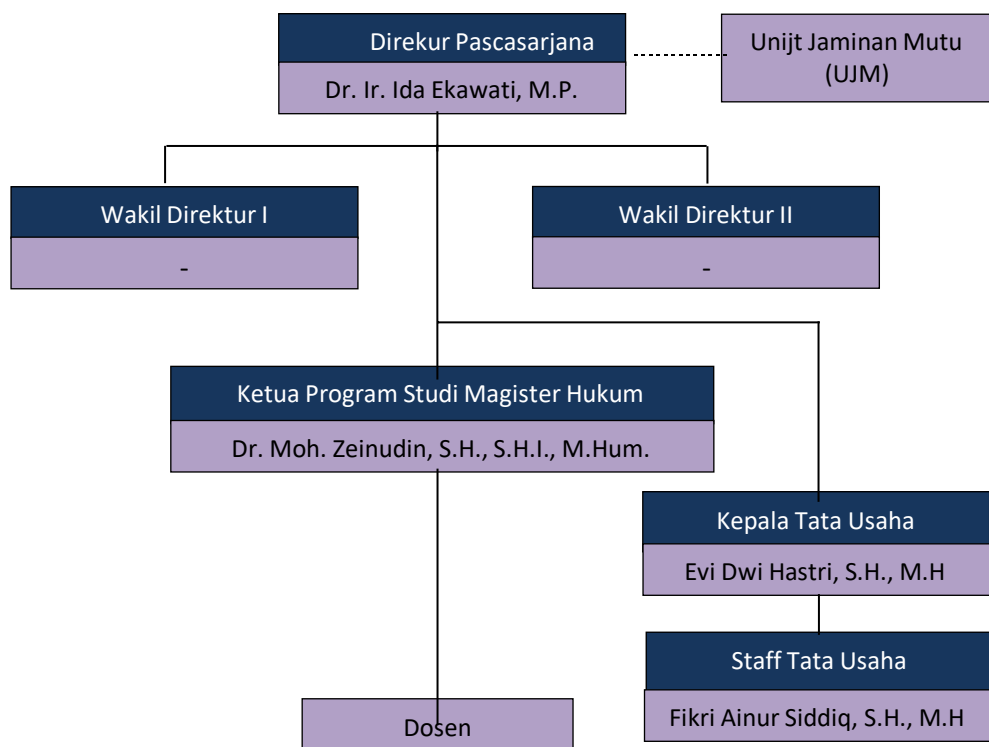 Direkur Pascasarjana
Dr. Ir. Ida Ekawati, M.P.
Unijt Jaminan Mutu
(UJM)
Wakil Direktur I
-
Wakil Direktur II
-
Ketua Program Studi Magister Hukum
Dr. Moh. Zeinudin, S.H., S.H.I., M.Hum.
Kepala Tata Usaha
Evi Dwi Hastri, S.H., M.H
Staff Tata Usaha
Fikri Ainur Siddiq, S.H., M.H
Dosen